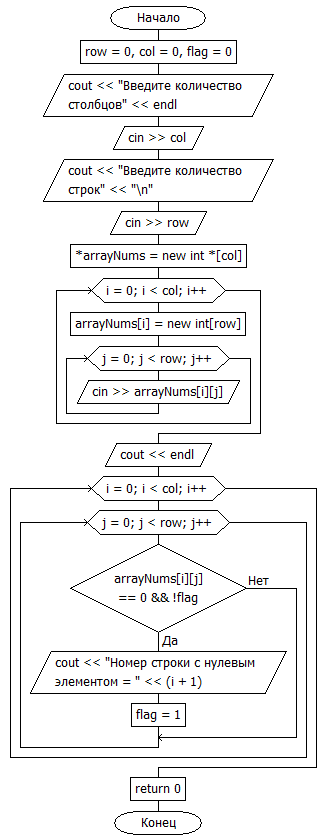 Начало
row = 0, col = 0, flag = 0
cout << "Введите количество
столбцов" << endl
cin >> col
cout << "Введите количество
строк" << "\n"
cin >> row
*arrayNums = new int *[col]
i = 0; i < col; i++
arrayNums[i] = new int[row]
j = 0; j < row; j++
cin >> arrayNums[i][j]
cout << endl
i = 0; i < col; i++
j = 0; j < row; j++
arrayNums[i][j]
== 0 && !flag
Нет
Да
cout << "Номер строки с нулевым
элементом = " << (i + 1)
flag = 1
return 0
Конец